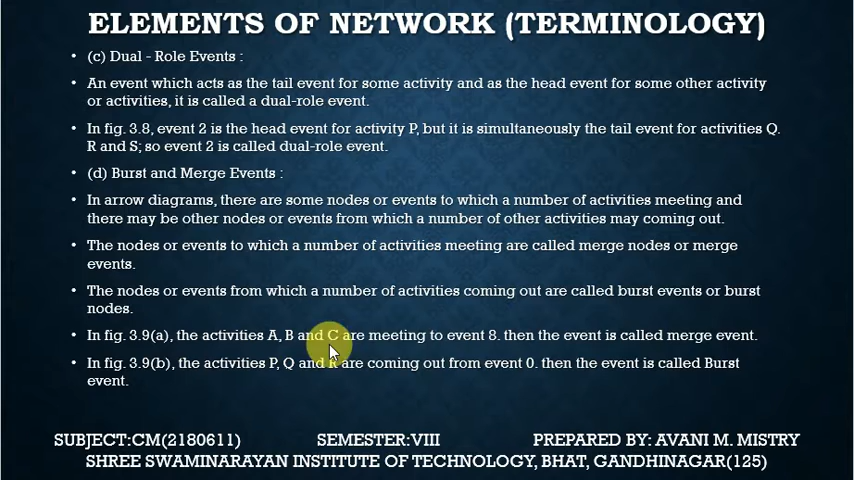 ELEMENTS OF NETWORK (TERMINOLOGY)
• (c) Dual - Role Events :
• An event which acts as the tail event for some activity and as the head event for some other activity
or activities, it is called a dual-role event.
• In fig. 3.8, event 2 is the head event for activity P, but it is simultaneously the tail event for activities Q.
R and S; so event 2 is called dual-role event.
• (d) Burst and Merge Events :
• In arrow diagrams, there are some nodes or events to which a number of activities meeting and
there may be other nodes or events from which a number of other activities may coming out.
• The nodes or events to which a number of activities meeting are called merge nodes or merge
events.
• The nodes or events from which a number of activities coming out are called burst events or burst
nodes.
• In fig. 3.9(a), the activities A, B and C are meeting to event 8. then the event is called merge event.
• In fig. 3.9(b), the activities P, Q and R are coming out from event 0. then the event is called Burst
event.
SUBJECT:CM(2180611) SEMESTER:VIII PREPARED BY: AVANI M. MISTRY
SHREE SWAMINARAYAN INSTITUTE OF TECHNOLOGY, BHAT, GANDHINAGAR(125)